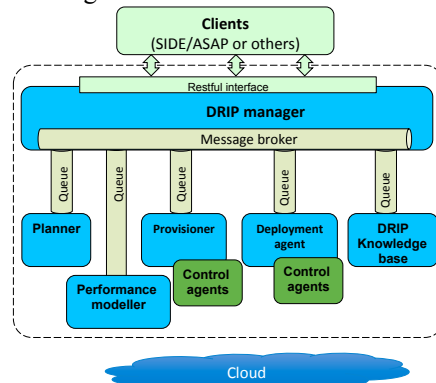 Clients
(SIDE/ASAP or others)
Restful interface
DRIP manager
Message broker
Queue
Queue
Queue
Queue
Queue
Planner
Provisioner
Deployment
agent
DRIP
Knowledge
base
Control
agents
Control
agents
Performance
modeller
Cloud